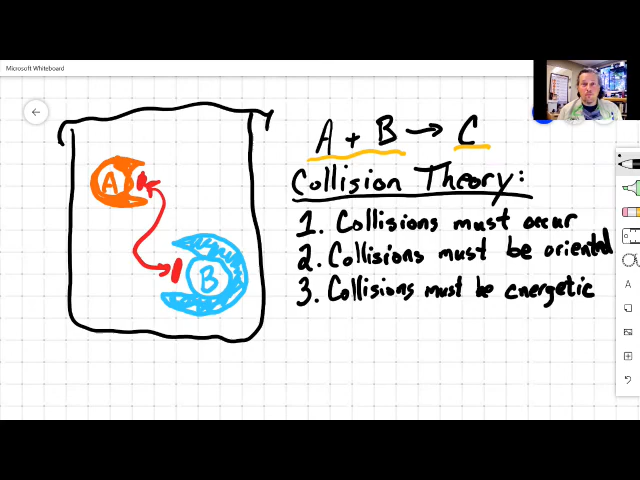 Microsoft Whiteboard
A + B → C
Collision Theory:
1. Collisions must occur
2. Collisions must be oriented
3. Collisions must be energetic
A
B
A